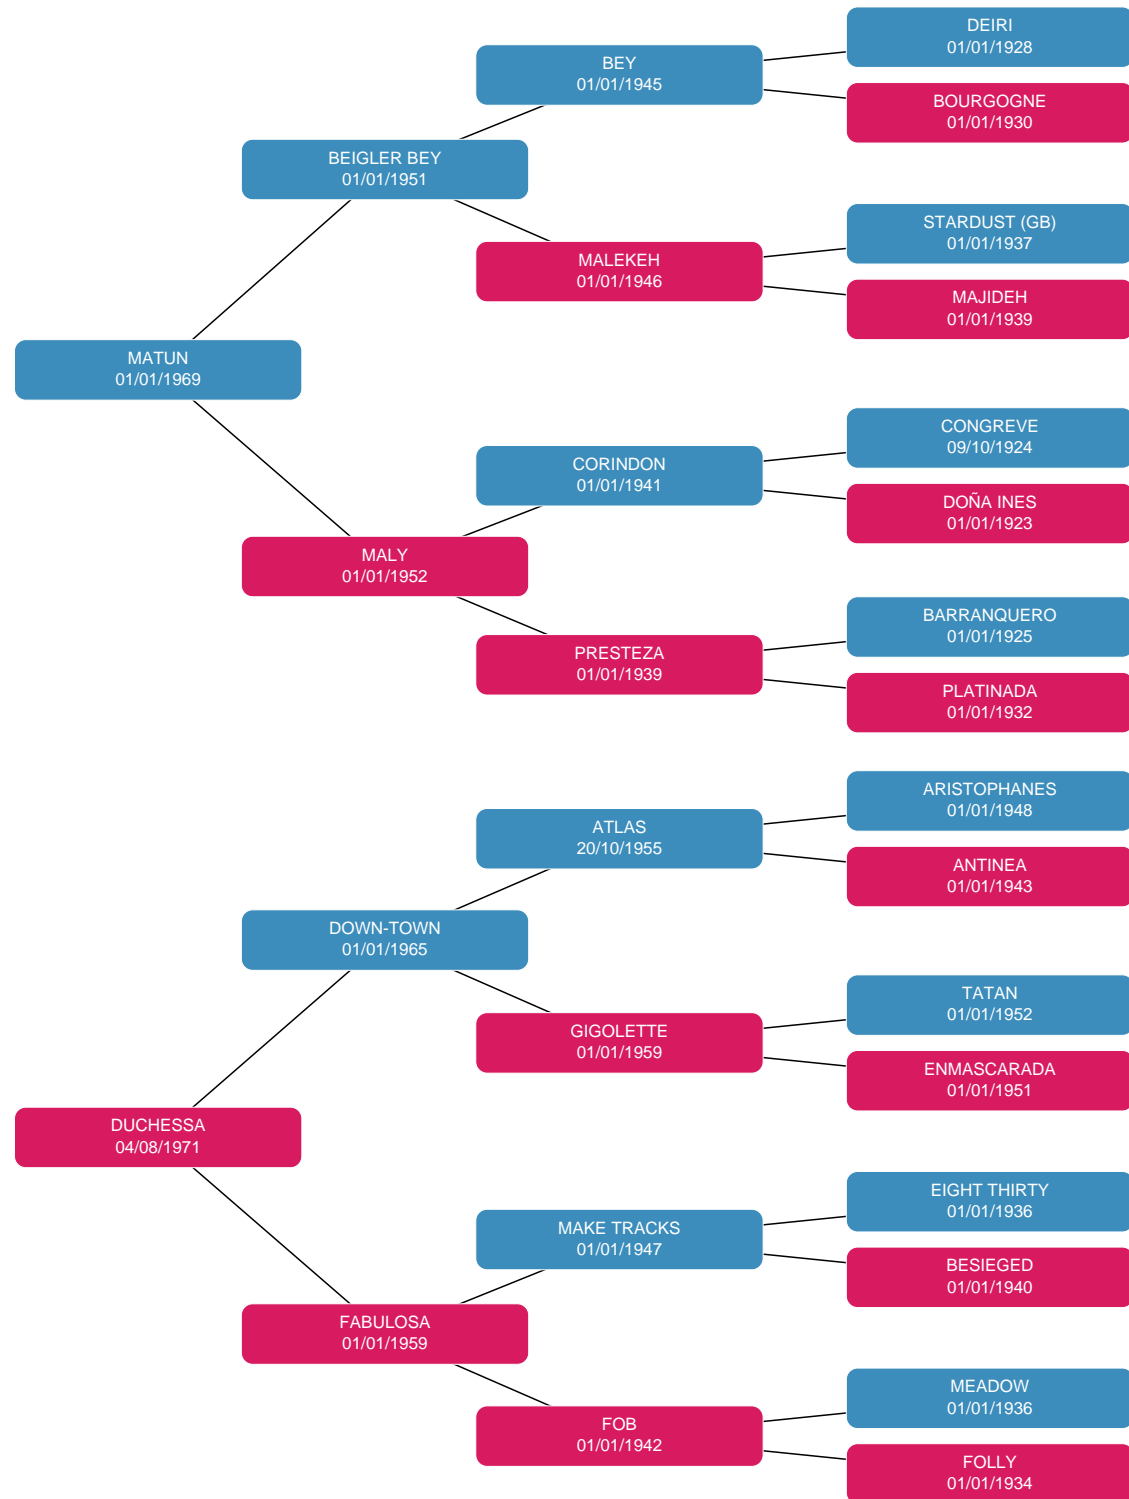 DEIRI
01/01/1928
BEY
01/01/1945
BOURGOGNE
01/01/1930
BEIGLER BEY
01/01/1951
STARDUST (GB)
01/01/1937
MALEKEH
01/01/1946
MAJIDEH
01/01/1939
MATUN
01/01/1969
CONGREVE
09/10/1924
CORINDON
01/01/1941
DOÑA INES
01/01/1923
MALY
01/01/1952
BARRANQUERO
01/01/1925
PRESTEZA
01/01/1939
PLATINADA
01/01/1932
ARISTOPHANES
01/01/1948
ATLAS
20/10/1955
ANTINEA
01/01/1943
DOWN-TOWN
01/01/1965
TATAN
01/01/1952
GIGOLETTE
01/01/1959
ENMASCARADA
01/01/1951
DUCHESSA
04/08/1971
EIGHT THIRTY
01/01/1936
MAKE TRACKS
01/01/1947
BESIEGED
01/01/1940
FABULOSA
01/01/1959
MEADOW
01/01/1936
FOB
01/01/1942
FOLLY
01/01/1934